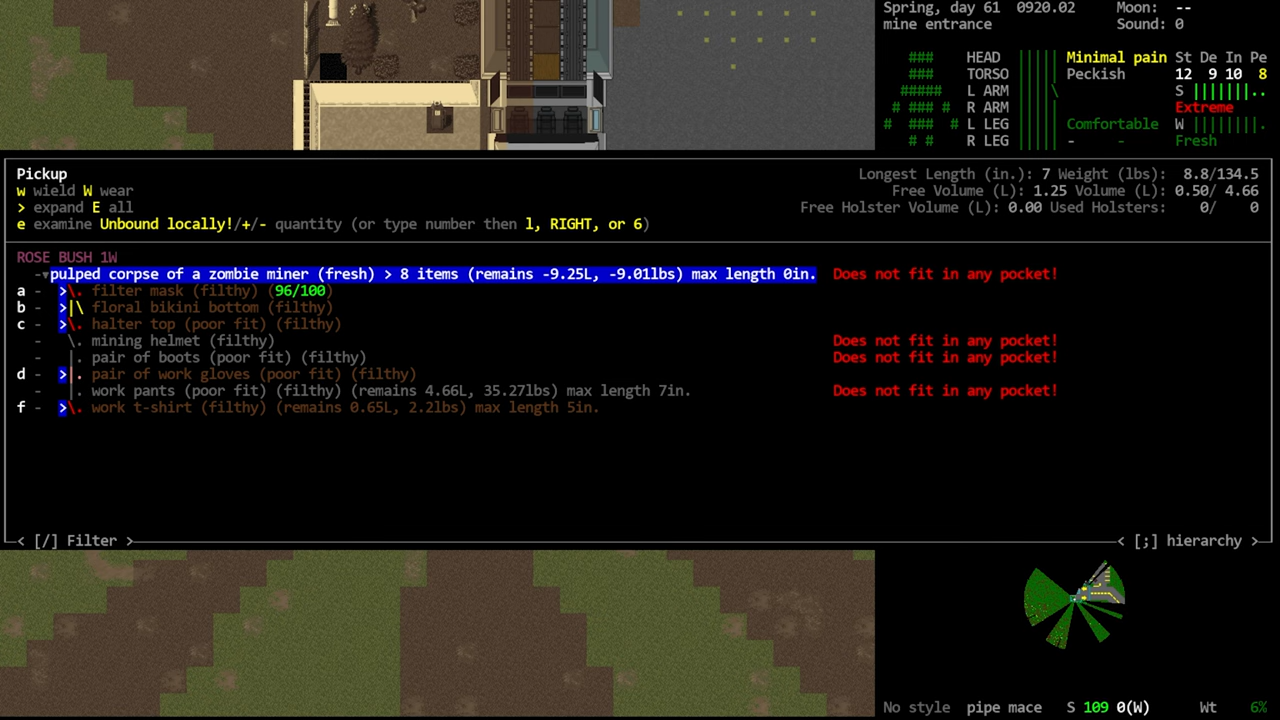 Spring, day 61 0920.02 Moon: --
mine entrance Sound: 0
### HEAD ||||| Minimal pain St De In Pe
### TORSO ||||| Peckish 12 9 10 8
##### L ARM ||||\ S |||||||..
# ### # R ARM ||||| Extreme
# ### # L LEG ||||| Comfortable W ||||||||.
# # R LEG ||||| - - Fresh
Pickup Longest Length (in.): 7 Weight (lbs): 8.8/134.5
w wield W wear Free Volume (L): 1.25 Volume (L): 0.50/ 4.66
> expand E all Free Holster Volume (L): 0.00 Used Holsters: 0/ 0
e examine Unbound locally!/+/- quantity (or type number then l, RIGHT, or 6)
ROSE BUSH 1W
-▼pulped corpse of a zombie miner (fresh) > 8 items (remains -9.25L, -9.01lbs) max length 0in. Does not fit in any pocket!
a - >\. filter mask (filthy) (96/100)
b - >|\ floral bikini bottom (filthy)
c - >\. halter top (poor fit) (filthy)
- \. mining helmet (filthy) Does not fit in any pocket!
- |. pair of boots (poor fit) (filthy) Does not fit in any pocket!
d - >|. pair of work gloves (poor fit) (filthy)
- |. work pants (poor fit) (filthy) (remains 4.66L, 35.27lbs) max length 7in. Does not fit in any pocket!
f - >\. work t-shirt (filthy) (remains 0.65L, 2.2lbs) max length 5in.
< [/] Filter > < [;] hierarchy >
No style pipe mace S 109 0(W) Wt 6%